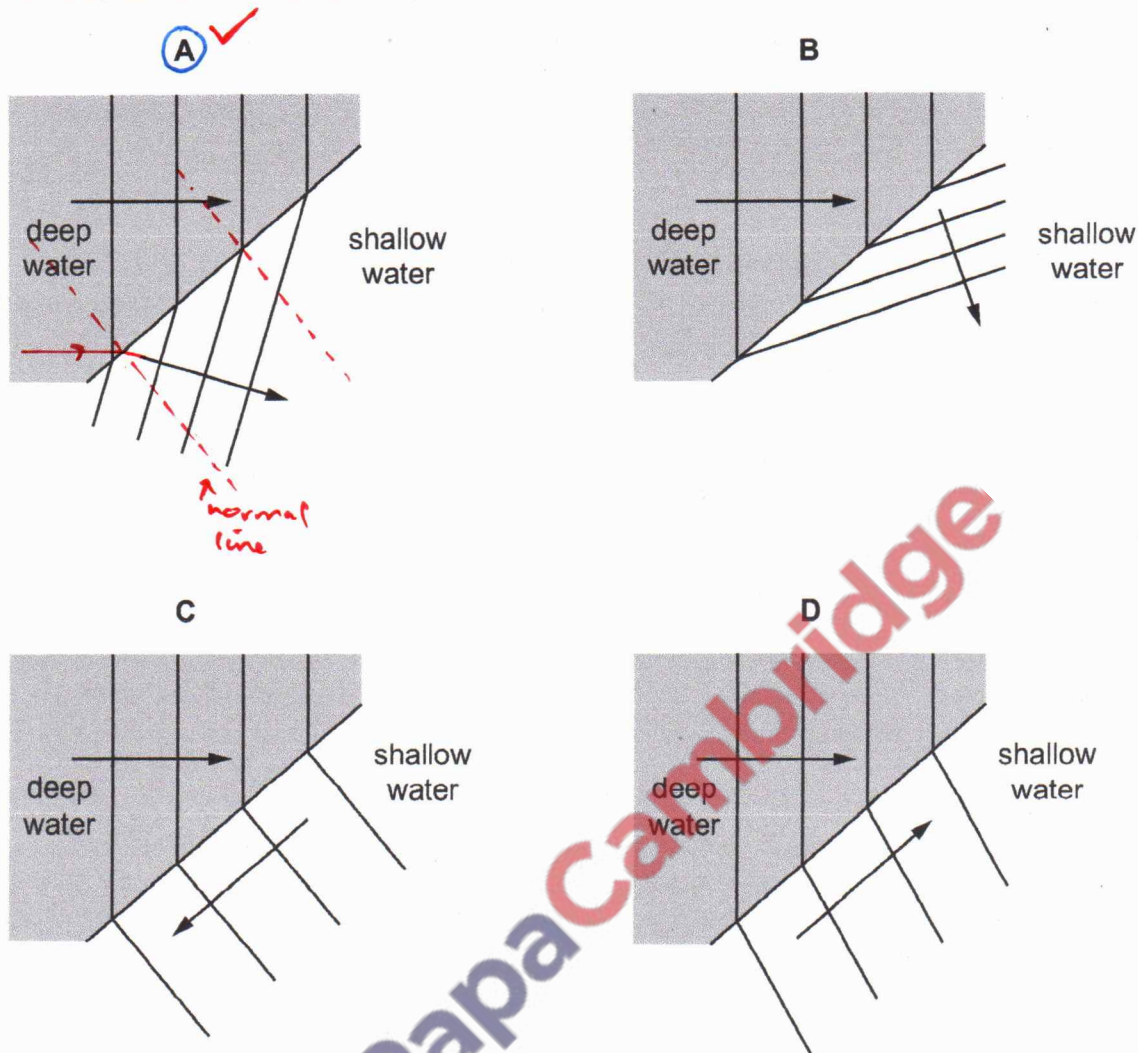 A
B
deep
water
shallow
water
deep
water
shallow
water
normal
line
C
D
deep
water
shallow
water
deep
water
shallow
water
PapaCambridge